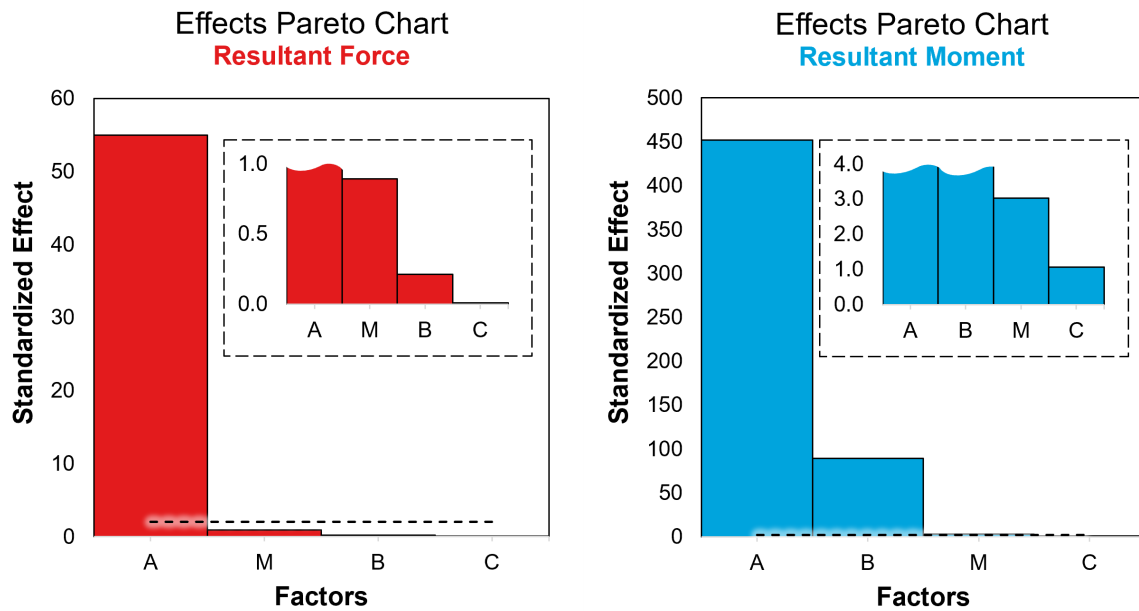 Effects Pareto Chart
Resultant Force
Standardized Effect
60
50
40
30
20
10
0
1.0
0.5
0.0
A M B C
A M B C
Factors
Effects Pareto Chart
Resultant Moment
Standardized Effect
500
450
400
350
300
250
200
150
100
50
0
4.0
3.0
2.0
1.0
0.0
A B M C
A B M C
Factors